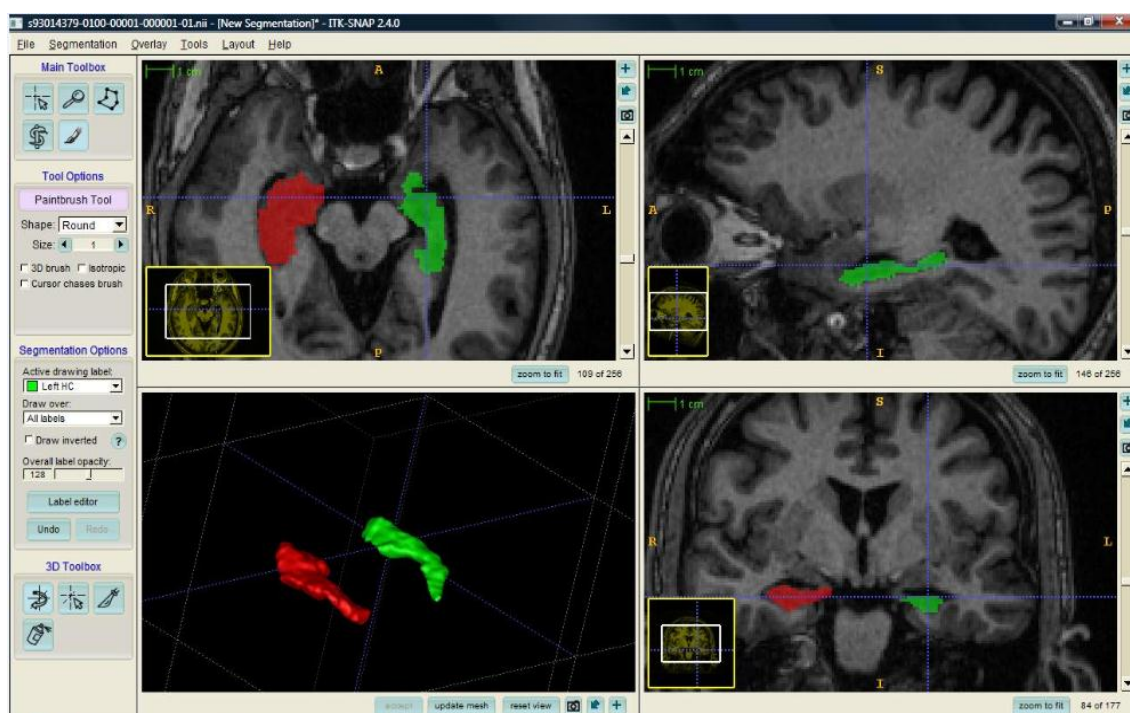 s93014379-0100-00001-000001-01.nii - [New Segmentation]* - ITK-SNAP 2.4.0
File Segmentation Overlay Tools Layout Help
Main Toolbox
Tool Options
Paintbrush Tool
Shape: Round
Size: 1
3D brush Isotropic
Cursor chases brush
Segmentation Options
Active drawing label:
Left HC
Draw over:
All labels
Draw inverted ?
Overall label opacity:
128
Label editor
Undo Redo
3D Toolbox
1 cm
A
R
L
P
zoom to fit 109 of 256
1 cm
S
A
P
I
zoom to fit 146 of 256
accept update mesh reset view
1 cm
S
R
L
I
zoom to fit 84 of 177